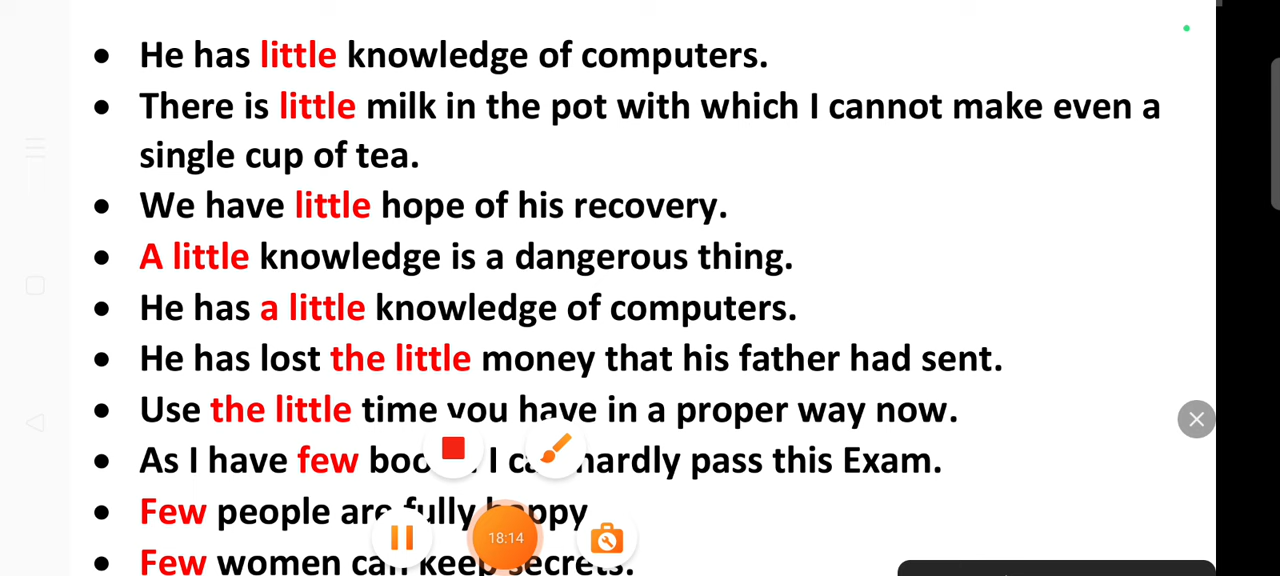 • He has little knowledge of computers.
• There is little milk in the pot with which I cannot make even a
single cup of tea.
• We have little hope of his recovery.
• A little knowledge is a dangerous thing.
• He has a little knowledge of computers.
• He has lost the little money that his father had sent.
• Use the little time you have in a proper way now.
• As I have few I hardly pass this Exam.
• Few people are fully happy
• Few women can keep secrets.
18:14